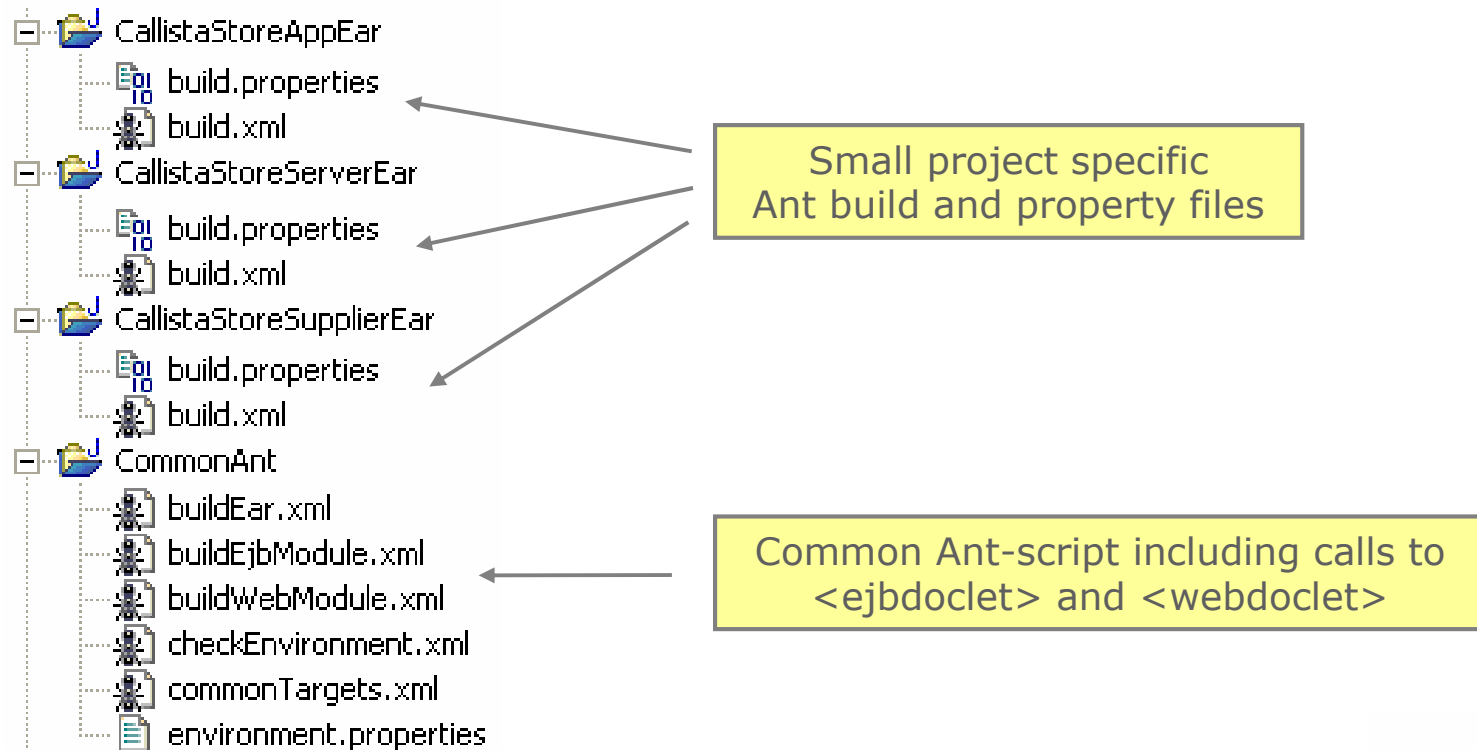 CallistaStoreAppEar
build.properties
build.xml
CallistaStoreServerEar
build.properties
build.xml
CallistaStoreSupplierEar
build.properties
build.xml
CommonAnt
buildEar.xml
buildEjbModule.xml
buildWebModule.xml
checkEnvironment.xml
commonTargets.xml
environment.properties
Small project specific
Ant build and property files
Common Ant-script including calls to
<ejbdoclet> and <webdoclet>